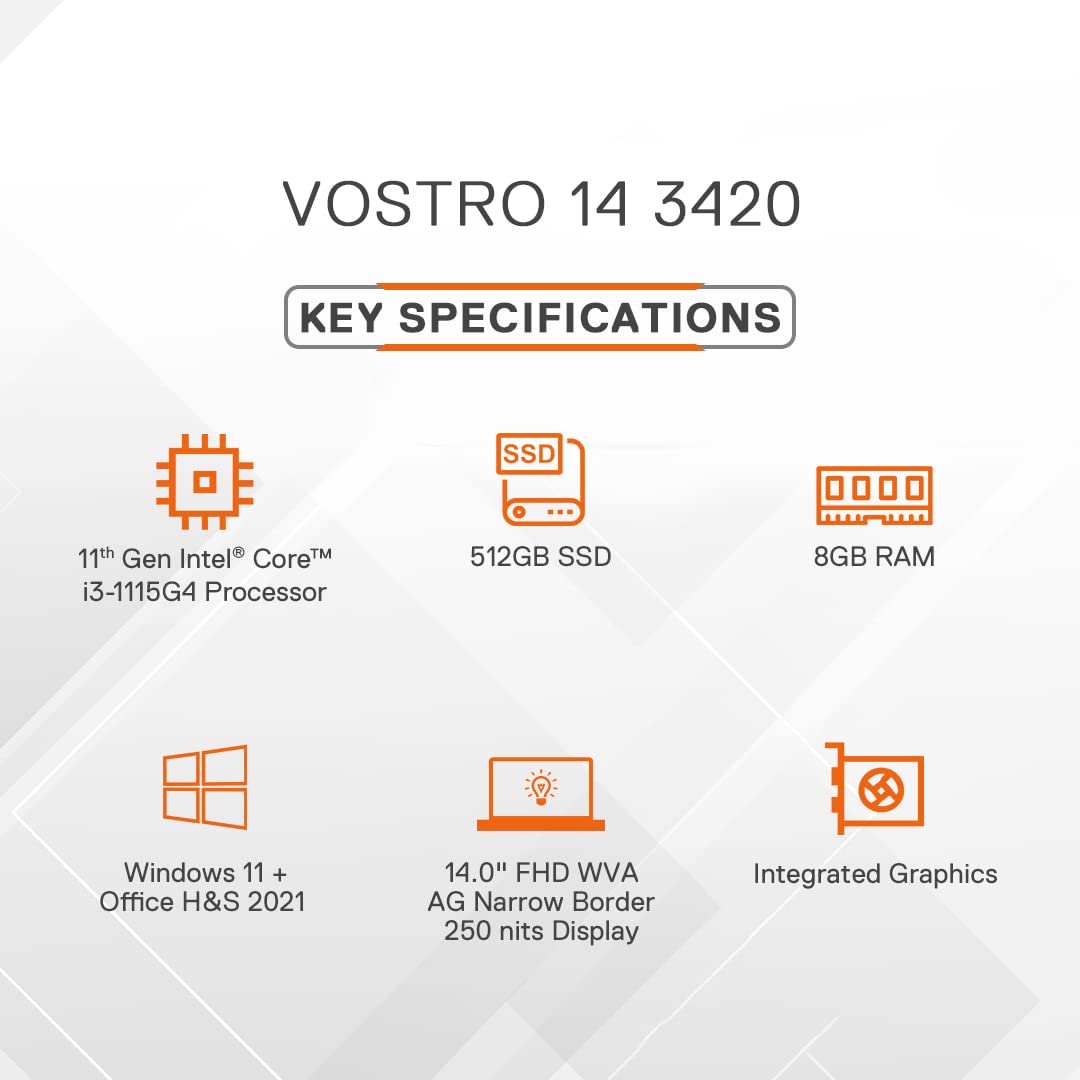 VOSTRO 14 3420
KEY SPECIFICATIONS
SSD
11th Gen Intel® Core™
i3-1115G4 Processor
512GB SSD
8GB RAM
Windows 11 +
Office H&S 2021
14.0" FHD WVA
AG Narrow Border
250 nits Display
Integrated Graphics